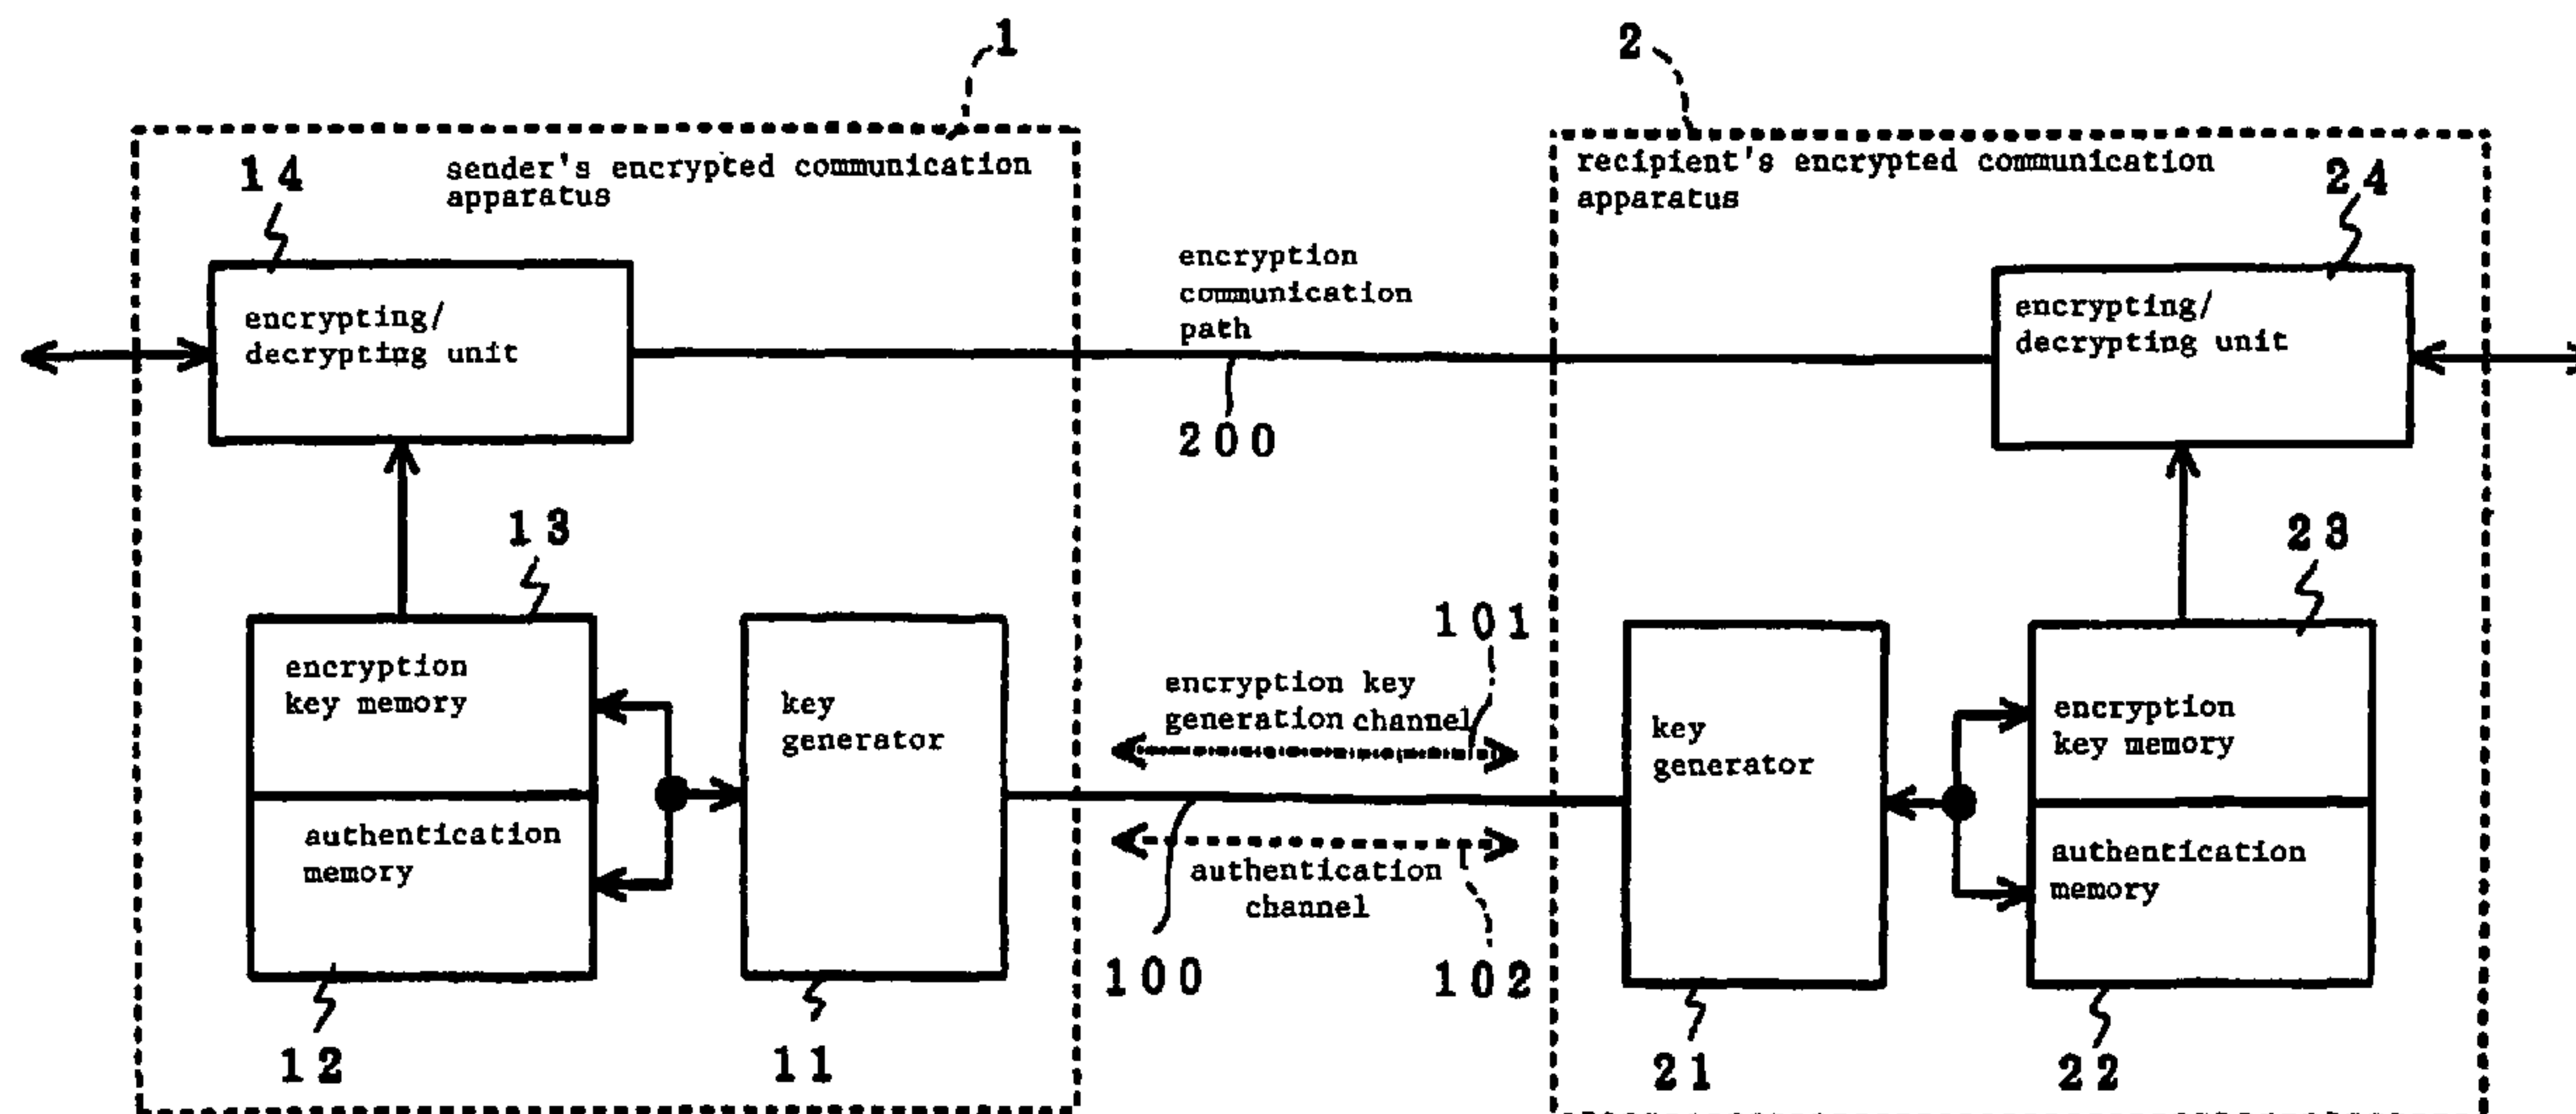 1
2
sender's encrypted communication
apparatus
recipient's encrypted communication
apparatus
14
24
encryption
communication
path
encrypting/
decrypting unit
encrypting/
decrypting unit
200
13
23
101
encryption
key memory
key
generator
encryption key
generation channel
key
generator
encryption
key memory
authentication
memory
authentication
channel
authentication
memory
100
102
12
11
21
22